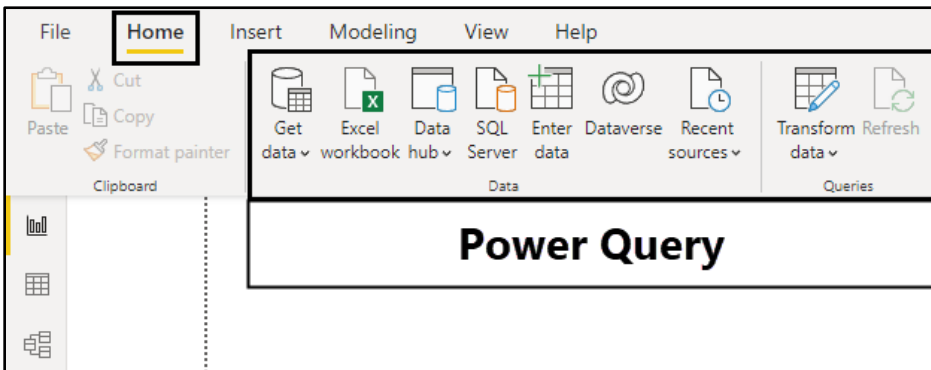 File Home Insert Modeling View Help
Cut
Copy
Format painter
Paste
Clipboard
Get data
Excel workbook
Data hub
SQL Server
Enter data
Dataverse
Recent sources
Data
Transform data
Refresh
Queries
Power Query